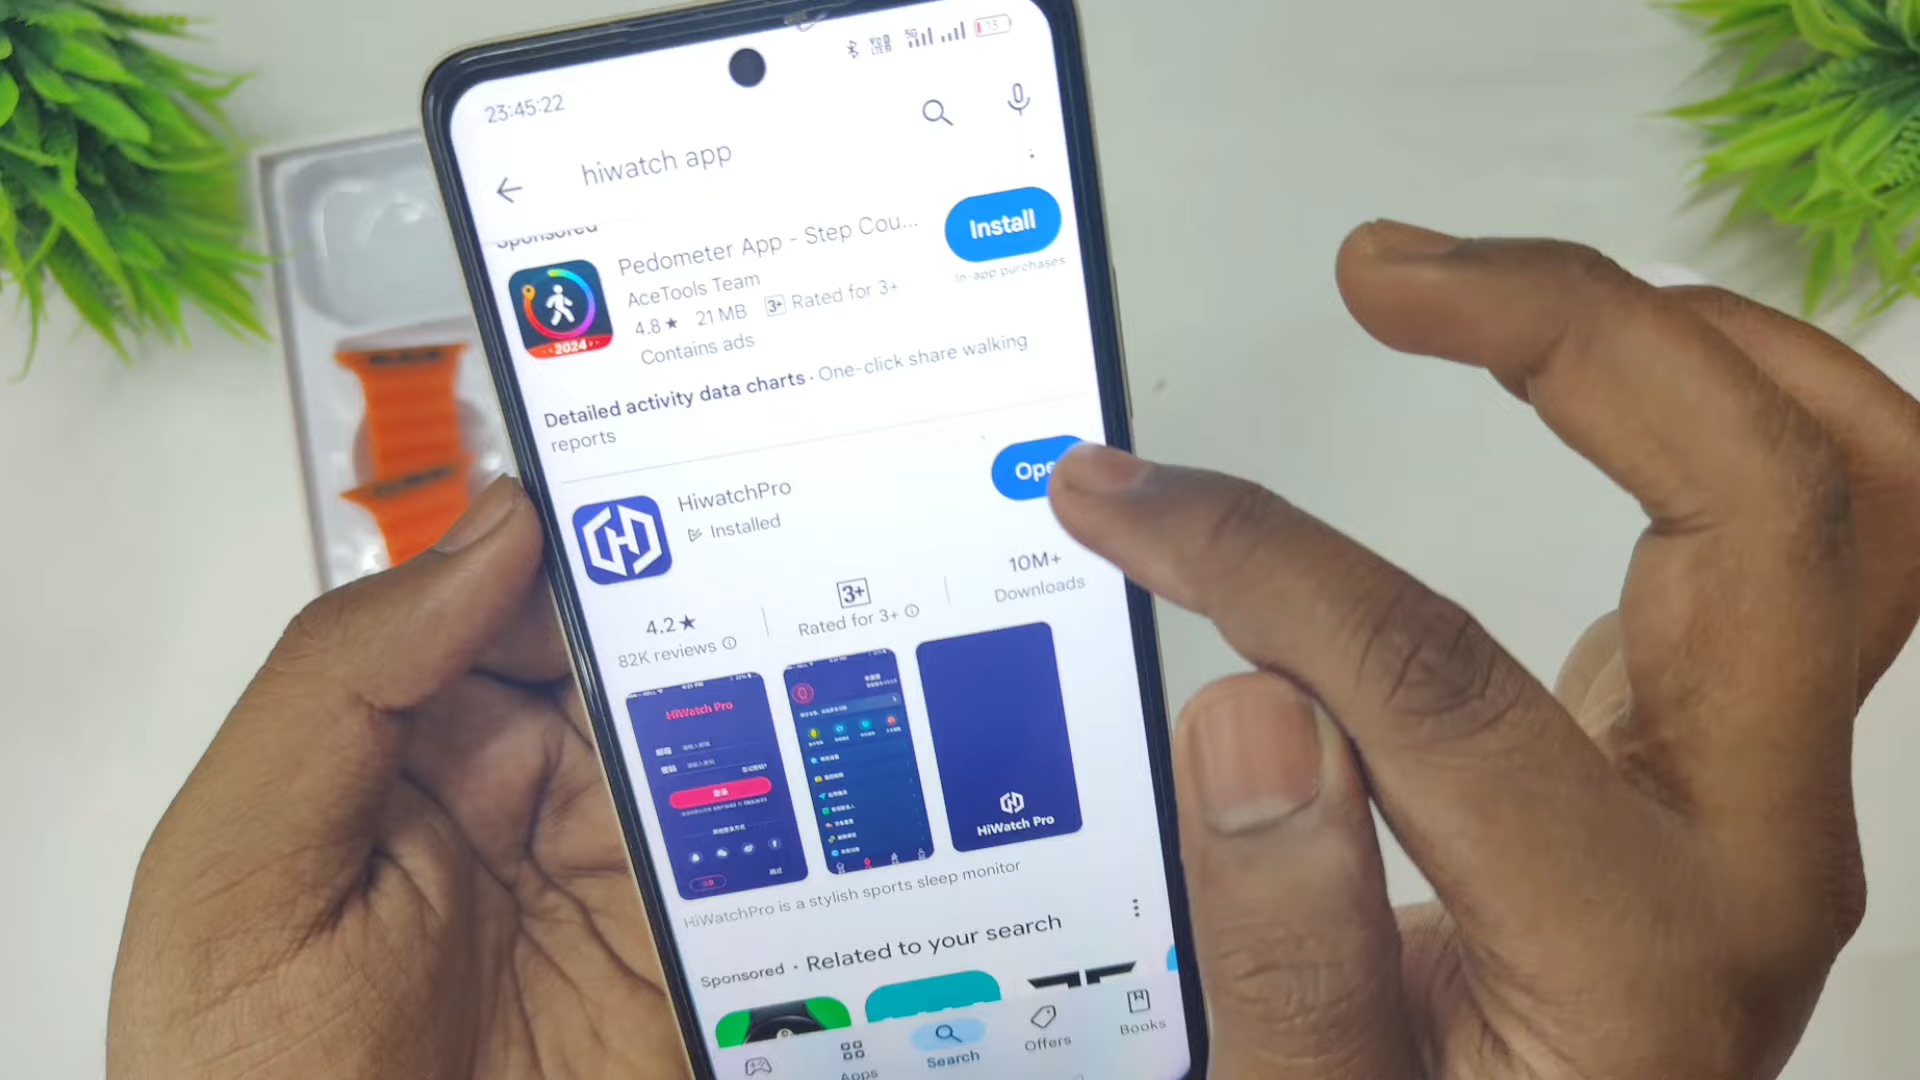 23:45:22
hiwatch app
Sponsored
Pedometer App - Step Cou...
Install
AceTools Team
In-app purchases
4.8★ 21 MB 3+ Rated for 3+
Contains ads
2024
Detailed activity data charts · One-click share walking
reports
HiwatchPro
Installed
4.2★
82K reviews
3+
Rated for 3+
10M+
Downloads
HiWatch Pro
登录
HiWatch Pro
HiWatchPro is a stylish sports sleep monitor
Sponsored · Related to your search
Apps
Search
Offers
Books